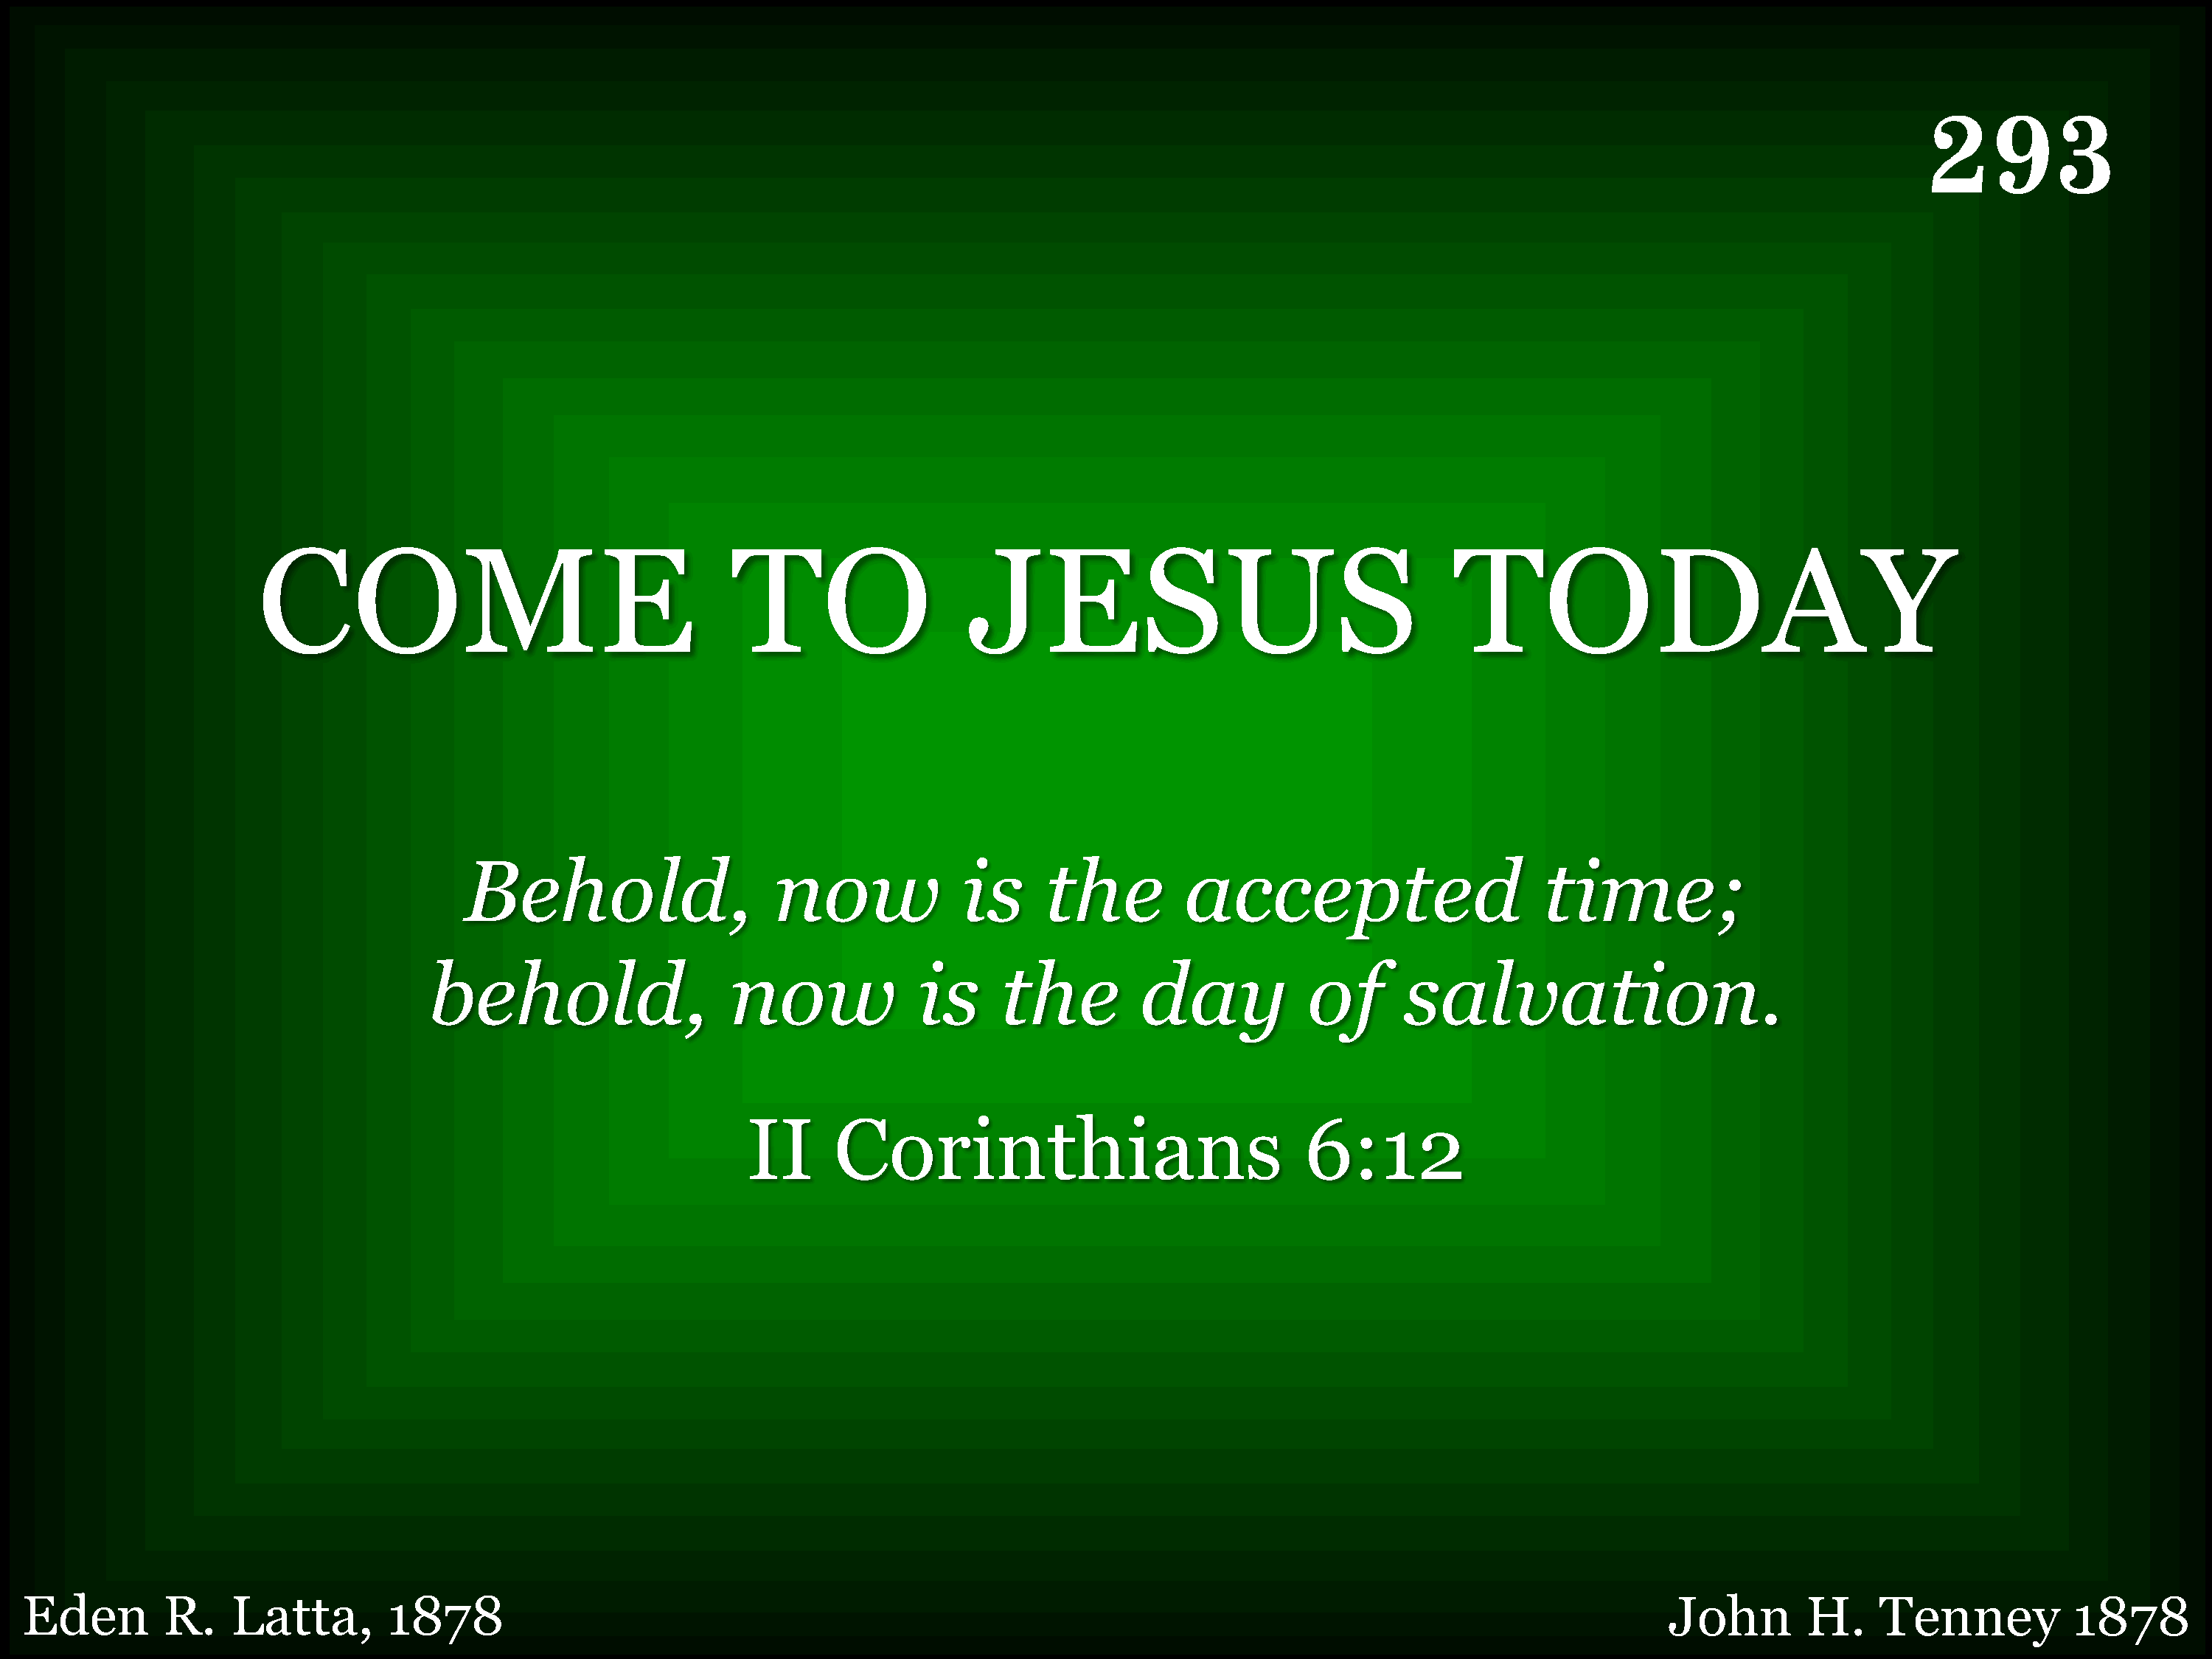 293
COME TO JESUS TODAY
Behold, now is the accepted time;
behold, now is the day of salvation.
II Corinthians 6:12
Eden R. Latta, 1878
John H. Tenney 1878